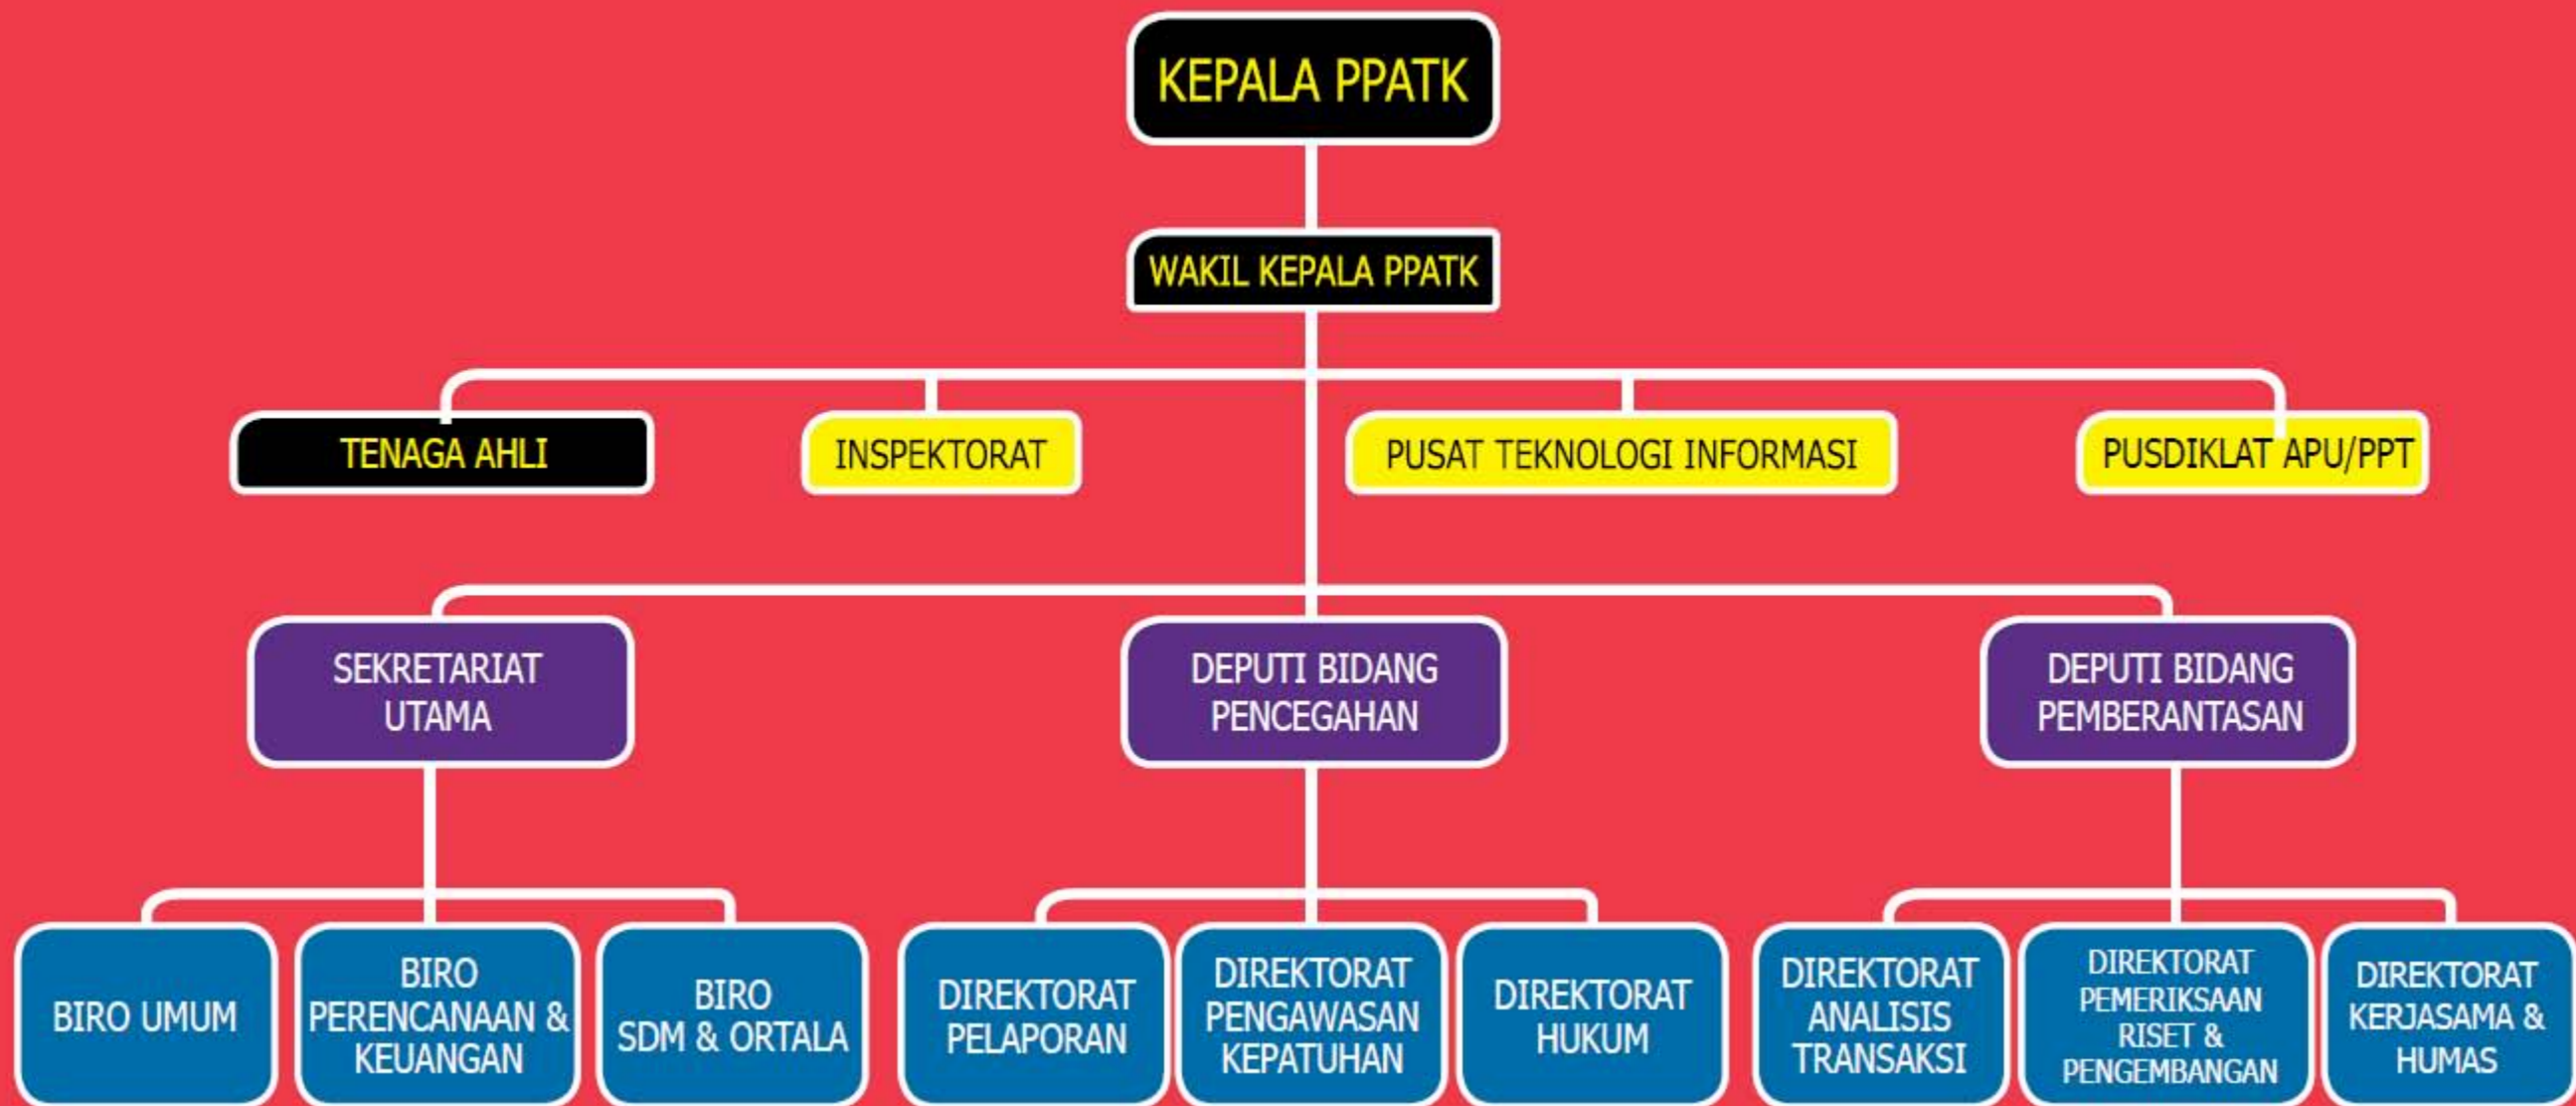 KEPALA PPATK
WAKIL KEPALA PPATK
TENAGA AHLI
INSPEKTORAT
PUSAT TEKNOLOGI INFORMASI
PUSDIKLAT APU/PPT
SEKRETARIAT
UTAMA
DEPUTI BIDANG
PENCEGAHAN
DEPUTI BIDANG
PEMBERANTASAN
BIRO UMUM
BIRO
PERENCANAAN &
KEUANGAN
BIRO
SDM & ORTALA
DIREKTORAT
PELAPORAN
DIREKTORAT
PENGAWASAN
KEPATUHAN
DIREKTORAT
HUKUM
DIREKTORAT
ANALISIS
TRANSAKSI
DIREKTORAT
PEMERIKSAAN
RISET &
PENGEMBANGAN
DIREKTORAT
KERJASAMA &
HUMAS